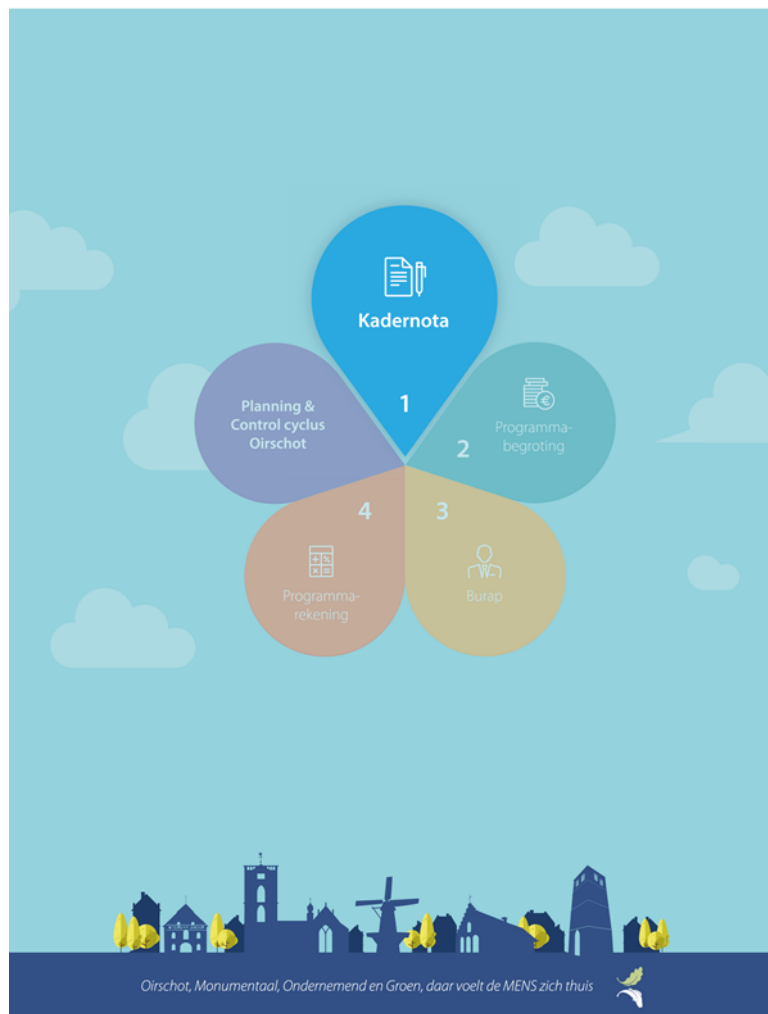 Kadernota
1
Planning &
Control cyclus
Oirschot
2
Programma-
begroting
4
3
Programma-
rekening
Burap
Oirschot, Monumentaal, Ondernemend en Groen, daar voelt de MENS zich thuis